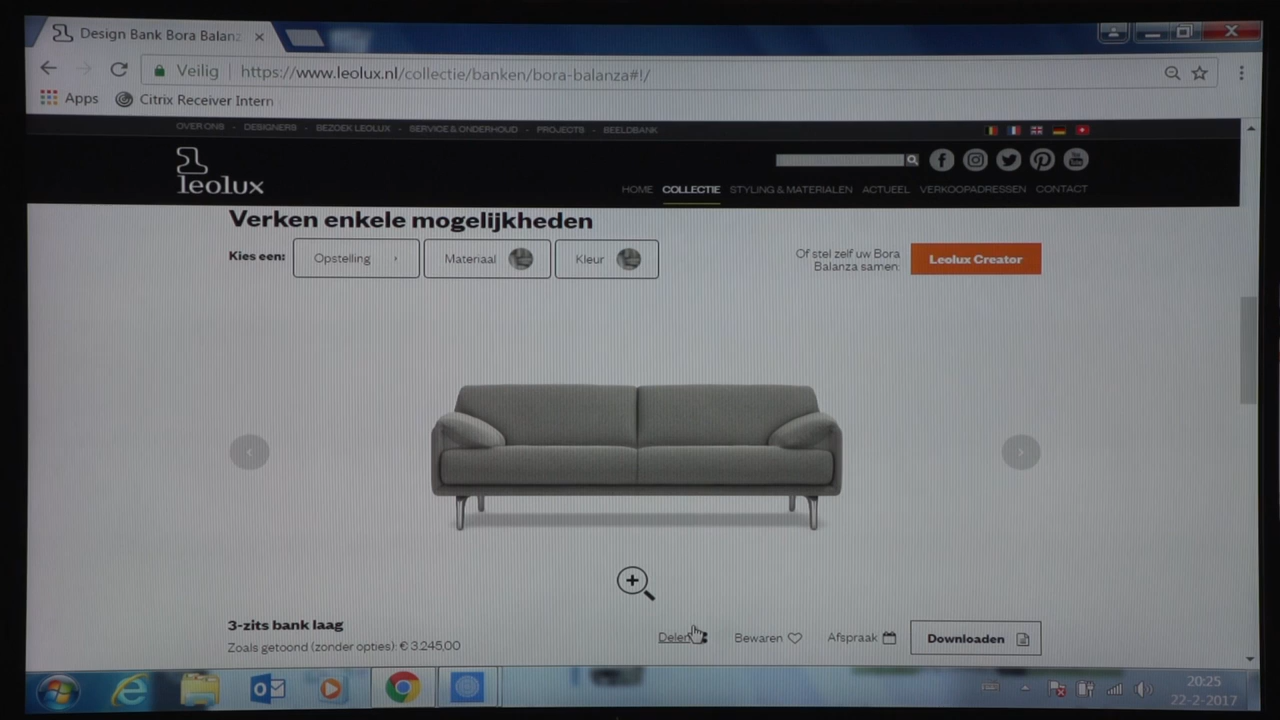 Design Bank Bora Balanz
Veilig
https://www.leolux.nl/collectie/banken/bora-balanza#!/
Apps
Citrix Receiver Intern
OVER ONS - DESIGNERS - BEZOEK LEOLUX - SERVICE & ONDERHOUD - PROJECTS - BEELDBANK
leolux
HOME COLLECTIE STYLING & MATERIALEN ACTUEEL VERKOOPADRESSEN CONTACT
Verken enkele mogelijkheden
Kies een: Opstelling Materiaal Kleur
Of stel zelf uw Bora
Balanza samen:
Leolux Creator
3-zits bank laag
Zoals getoond (zonder opties): € 3.245,00
Delen Bewaren Afspraak Downloaden
20:25
22-2-2017